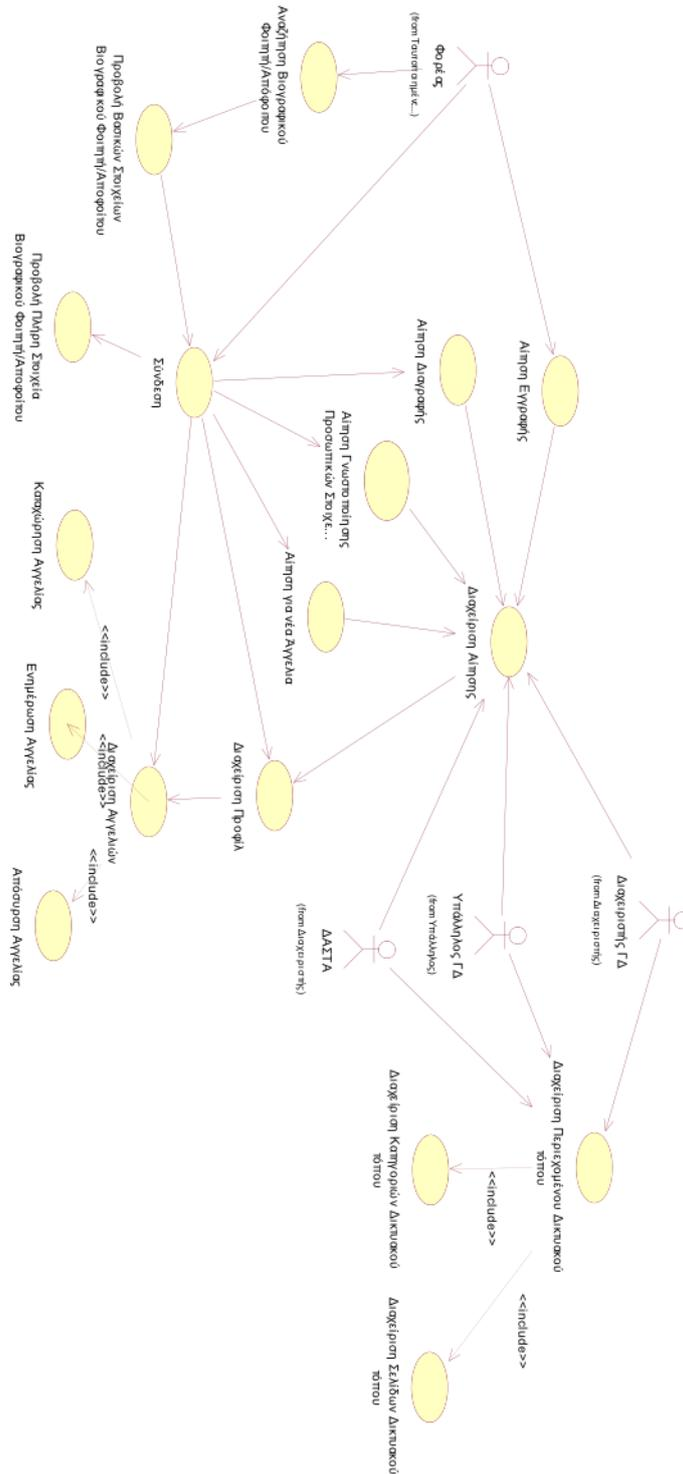 Φορέας
(from Ταυτοποιημέν...)
Αναζήτηση Βιογραφικού
Φοιτητή/Απόφοιτου
Προβολή Βασικών Στοιχείων
Βιογραφικού Φοιτητή/Αποφοίτου
Αίτηση Εγγραφής
Αίτηση Διαγραφής
Αίτηση Γνωστοποίησης
Προσωπικών Στοιχε...
Αίτηση για νέα Άγγελια
Σύνδεση
Προβολή Πλήρη Στοιχεία
Βιογραφικού Φοιτητή/Αποφοίτου
Διαχείριση Αίτησης
Διαχείριση Προφίλ
Διαχείριση Αγγελιών
<<include>>
<<include>>
<<include>>
Καταχώρηση Αγγελίας
Ενημέρωση Αγγελίας
Απόσυρση Αγγελίας
Διαχειριστής ΓΔ
(from Διαχειριστής)
Υπάλληλος ΓΔ
(from Υπάλληλος)
ΔΑΣΤΑ
(from Διαχειριστής)
Διαχείριση Περιεχομένου Δικτυακού
τόπου
<<include>>
<<include>>
Διαχείριση Κατηγοριών Δικτυακού
τόπου
Διαχείριση Σελίδων Δικτυακού
τόπου